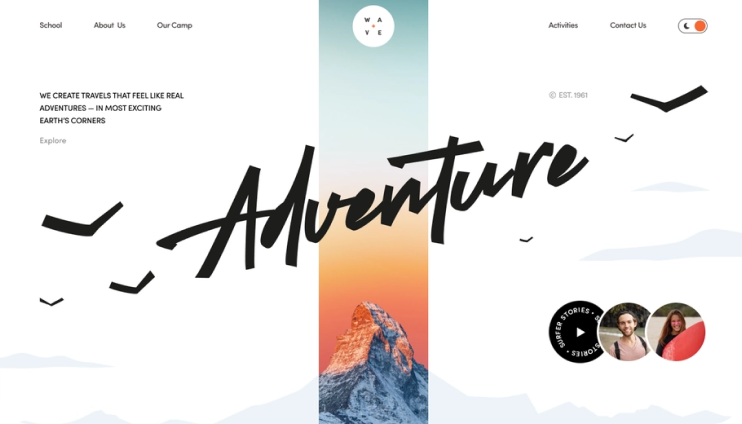 School
About Us
Our Camp
W A
V E
Activities
Contact Us
WE CREATE TRAVELS THAT FEEL LIKE REAL
ADVENTURES — IN MOST EXCITING
EARTH'S CORNERS
Explore
© EST. 1961
Adventure
SURFER STORIES • S
STORIES •